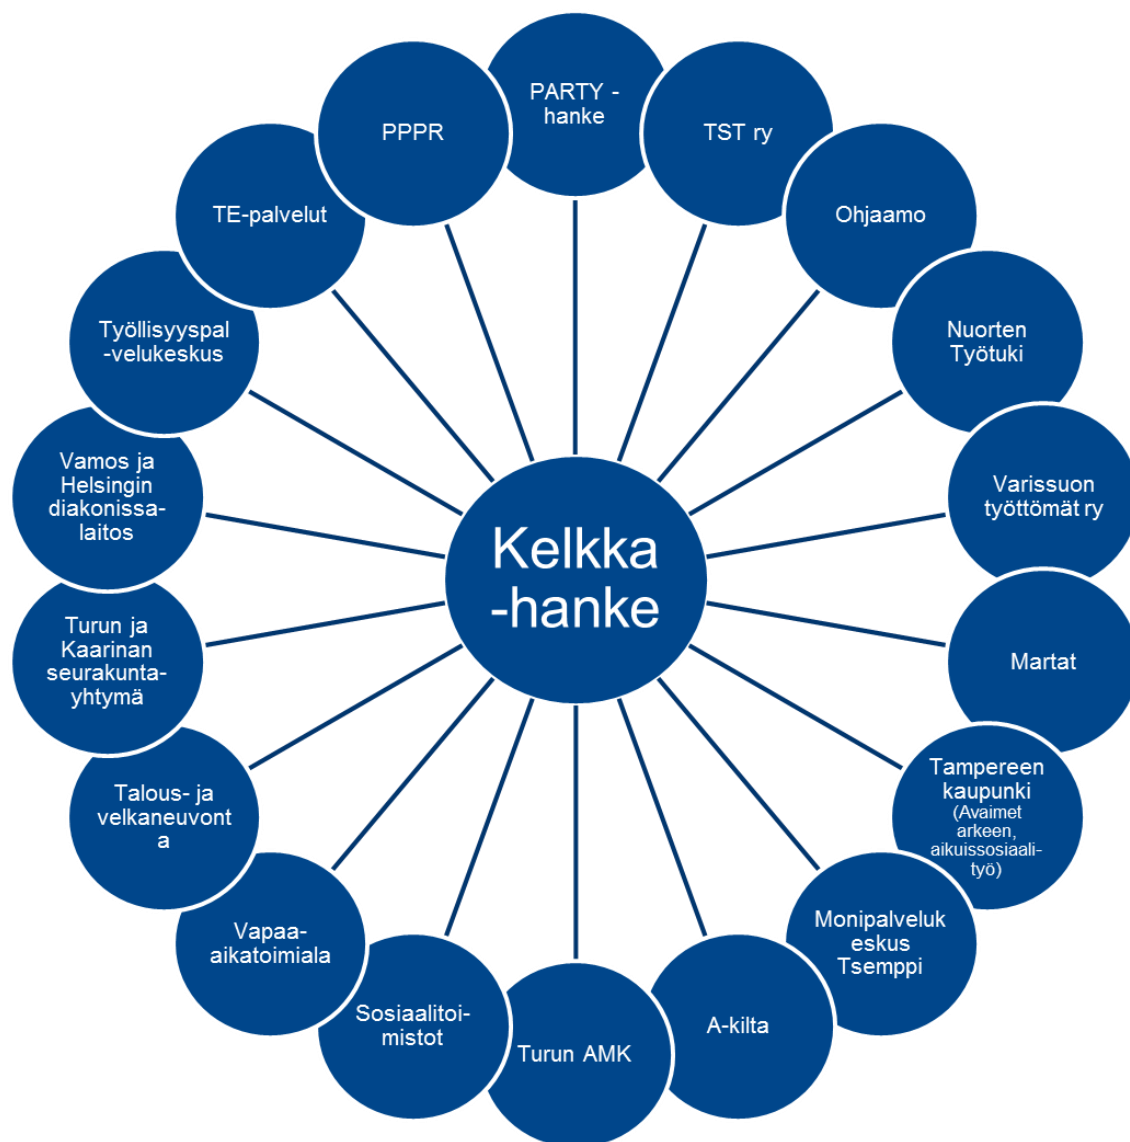 PARTY -
hanke
TST ry
Ohjaamo
Nuorten
Työtuki
Varissuon
työttömät ry
Martat
Tampereen
kaupunki
(Avaimet
arkeen,
aikuissosiaali-
työ)
Monipalveluk
eskus
Tsemppi
A-kilta
Turun AMK
Sosiaalitoi-
mistot
Vapaa-
aikatoimiala
Talous- ja
velkaneuvont
a
Turun ja
Kaarinan
seurakunta-
yhtymä
Vamos ja
Helsingin
diakonissa-
laitos
Työllisyyspal
-velukeskus
TE-palvelut
PPPR
Kelkka
-hanke